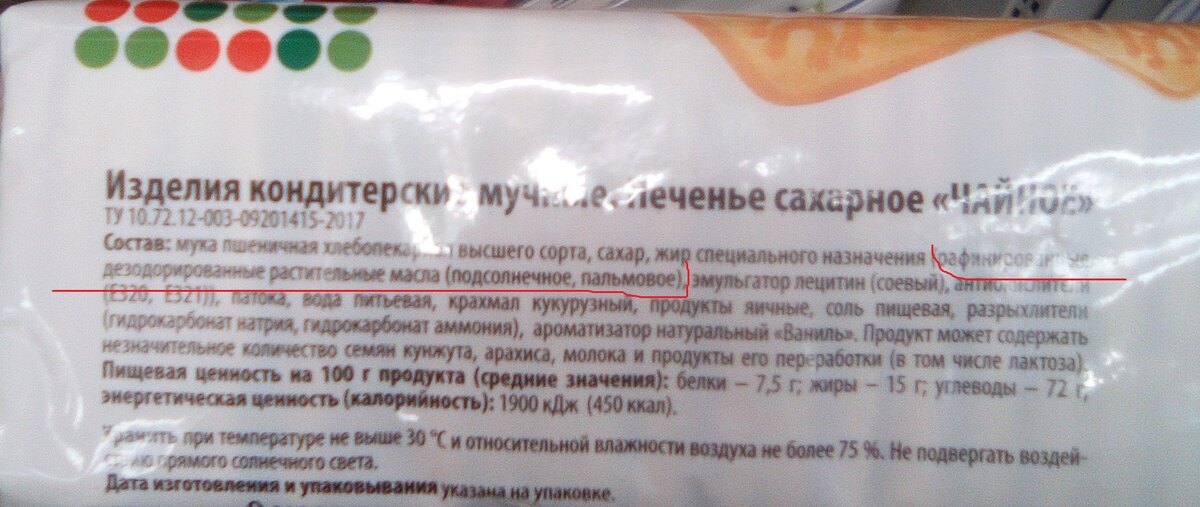 Изделия кондитерские мучные. Печенье сахарное «ЧАЙНОЕ»
ТУ 10.72.12-003-09201415-2017
Состав: мука пшеничная хлебопекарная высшего сорта, сахар, жир специального назначения (рафинированные
дезодорированные растительные масла (подсолнечное, пальмовое), эмульгатор лецитин (соевый), антиокислители
(Е320, Е321)), патока, вода питьевая, крахмал кукурузный, продукты яичные, соль пищевая, разрыхлители
(гидрокарбонат натрия, гидрокарбонат аммония), ароматизатор натуральный «Ваниль». Продукт может содержать
незначительное количество семян кунжута, арахиса, молока и продукты его переработки (в том числе лактоза).
Пищевая ценность на 100 г продукта (средние значения): белки – 7,5 г; жиры – 15 г; углеводы – 72 г;
энергетическая ценность (калорийность): 1900 кДж (450 ккал).
Хранить при температуре не выше 30 °С и относительной влажности воздуха не более 75 %. Не подвергать воздей-
ствию прямого солнечного света.
Дата изготовления и упаковывания указана на упаковке.